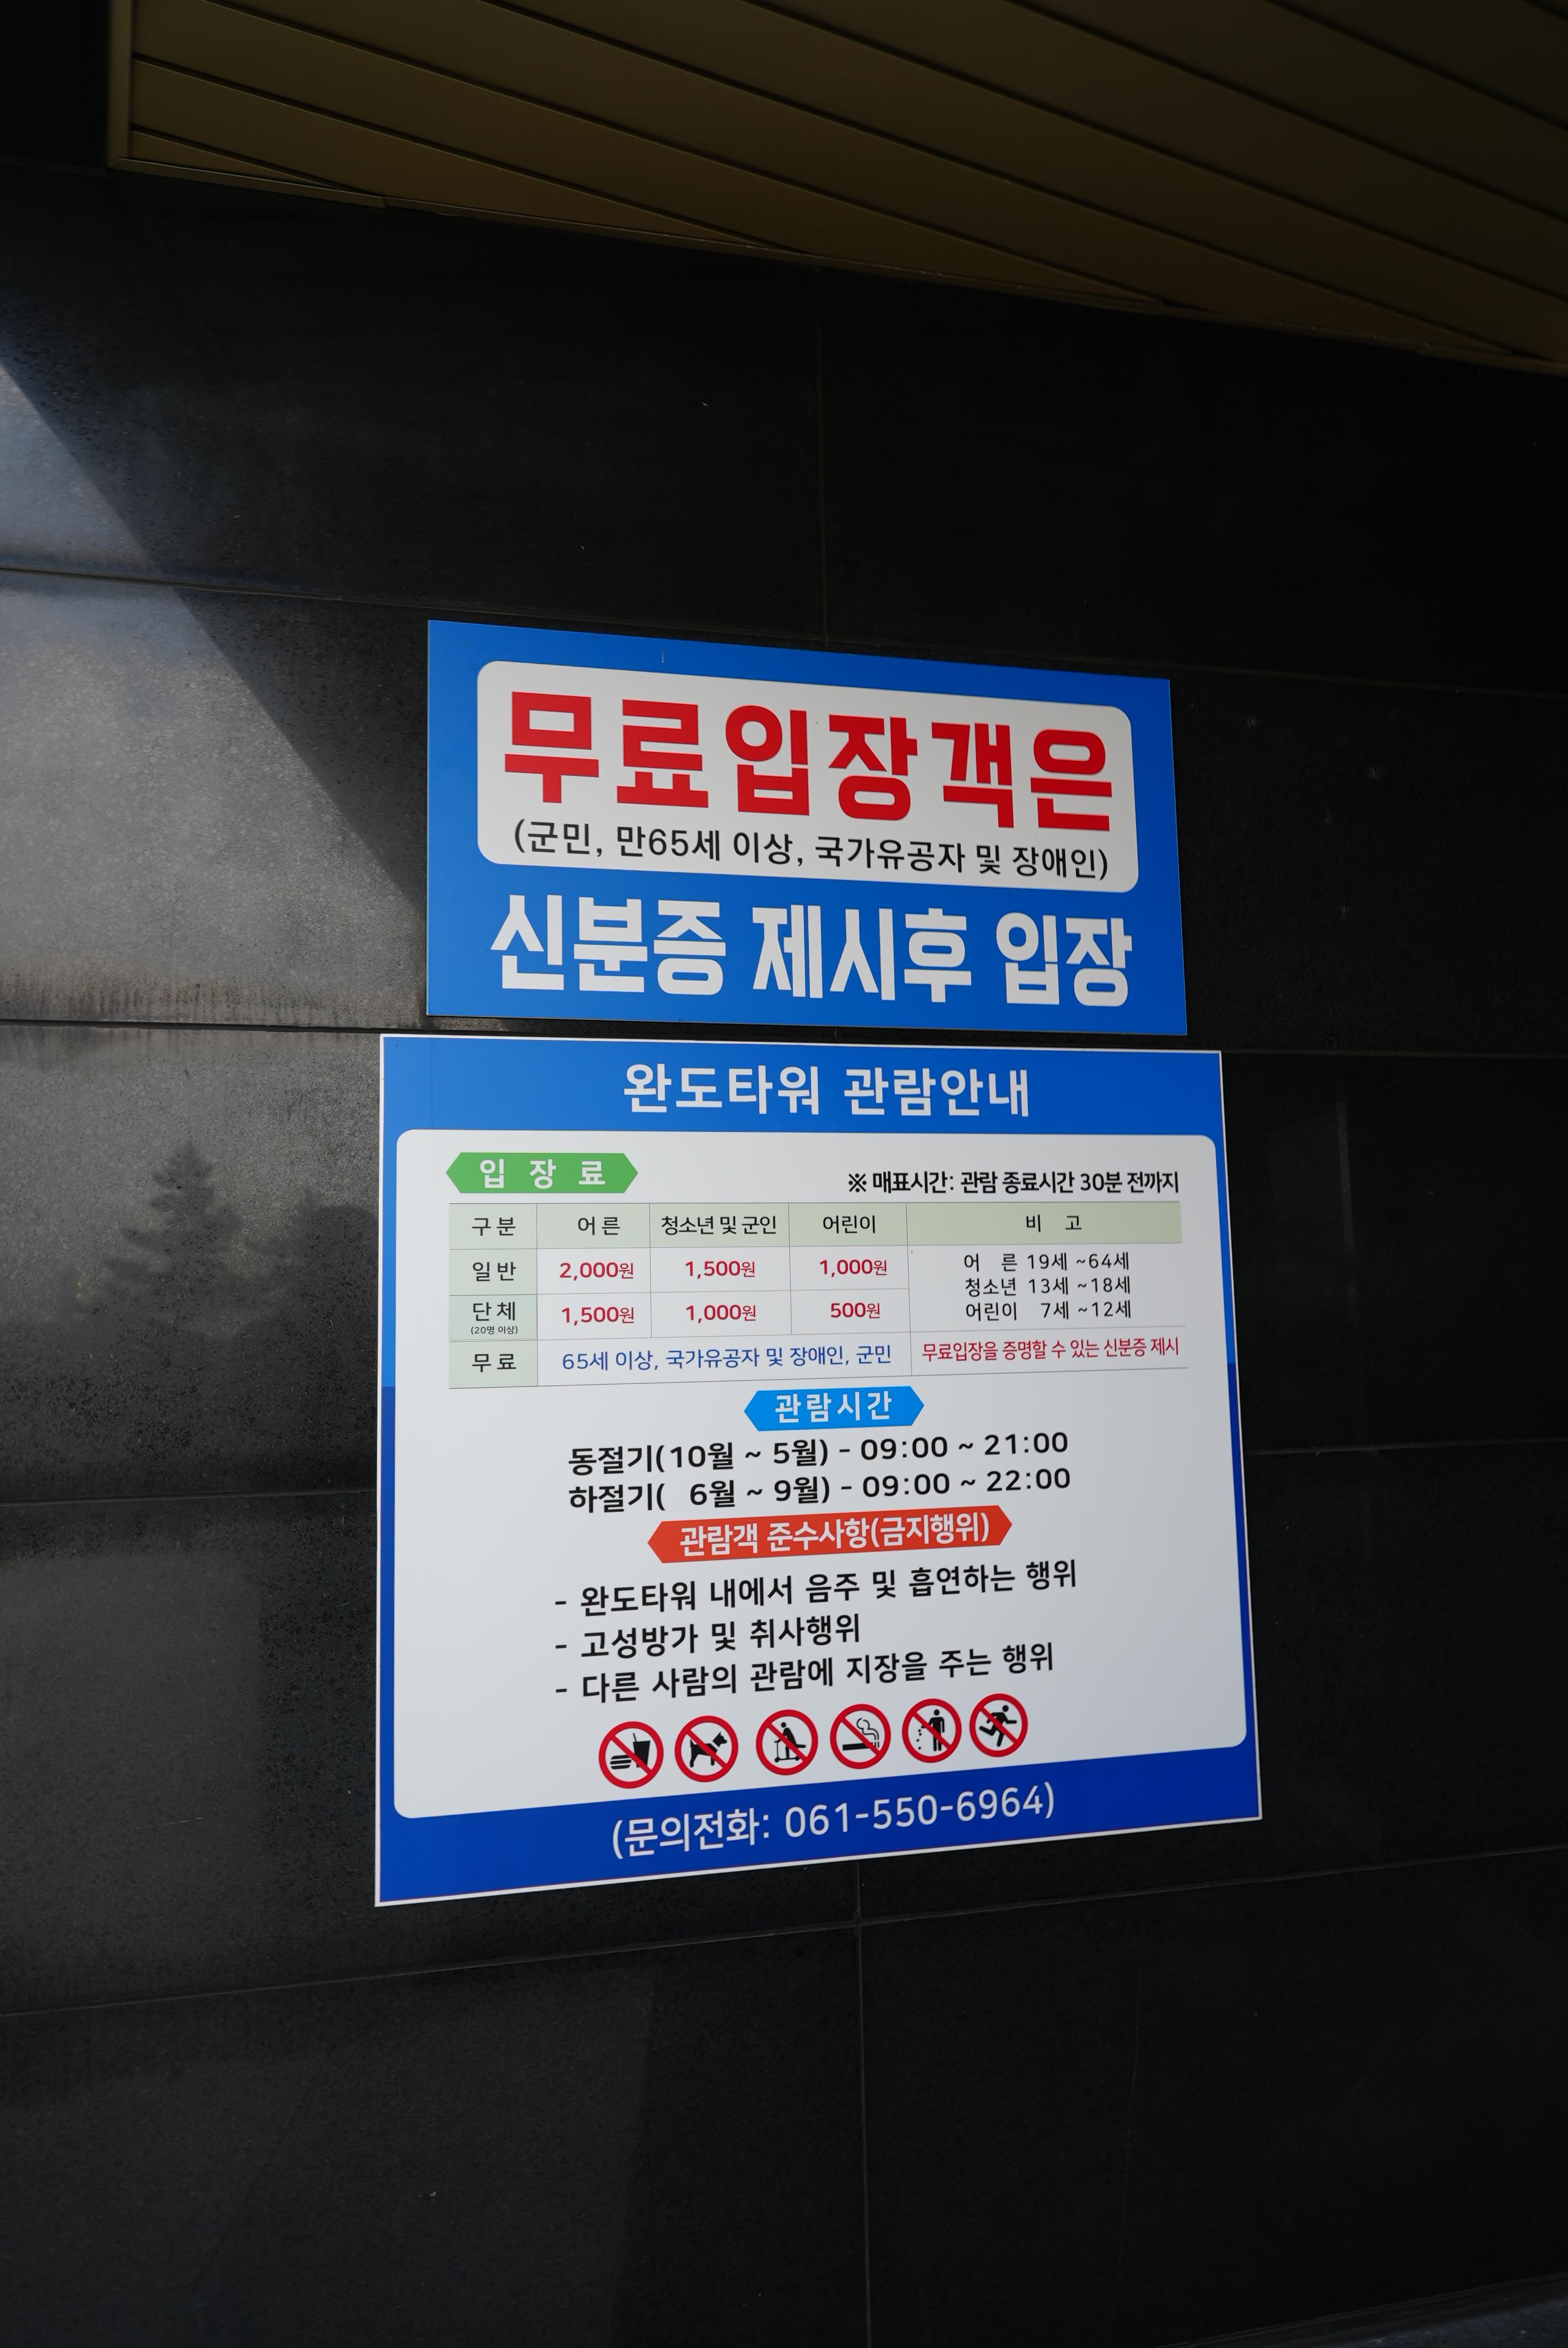 무료입장객은
(군민, 만65세 이상, 국가유공자 및 장애인)
신분증 제시후 입장
완도타워 관람안내
입 장 료
※ 매표시간: 관람 종료시간 30분 전까지
구 분 어 른 청소년 및 군인 어린이 비 고
일 반 2,000원 1,500원 1,000원 어 른 19세 ~64세
청소년 13세 ~18세
단 체 1,500원 1,000원 500원 어린이 7세 ~12세
(20명 이상)
무 료 65세 이상, 국가유공자 및 장애인, 군민 무료입장을 증명할 수 있는 신분증 제시
관람시간
동절기(10월 ~ 5월) - 09:00 ~ 21:00
하절기( 6월 ~ 9월) - 09:00 ~ 22:00
관람객 준수사항(금지행위)
- 완도타워 내에서 음주 및 흡연하는 행위
- 고성방가 및 취사행위
- 다른 사람의 관람에 지장을 주는 행위
(문의전화: 061-550-6964)